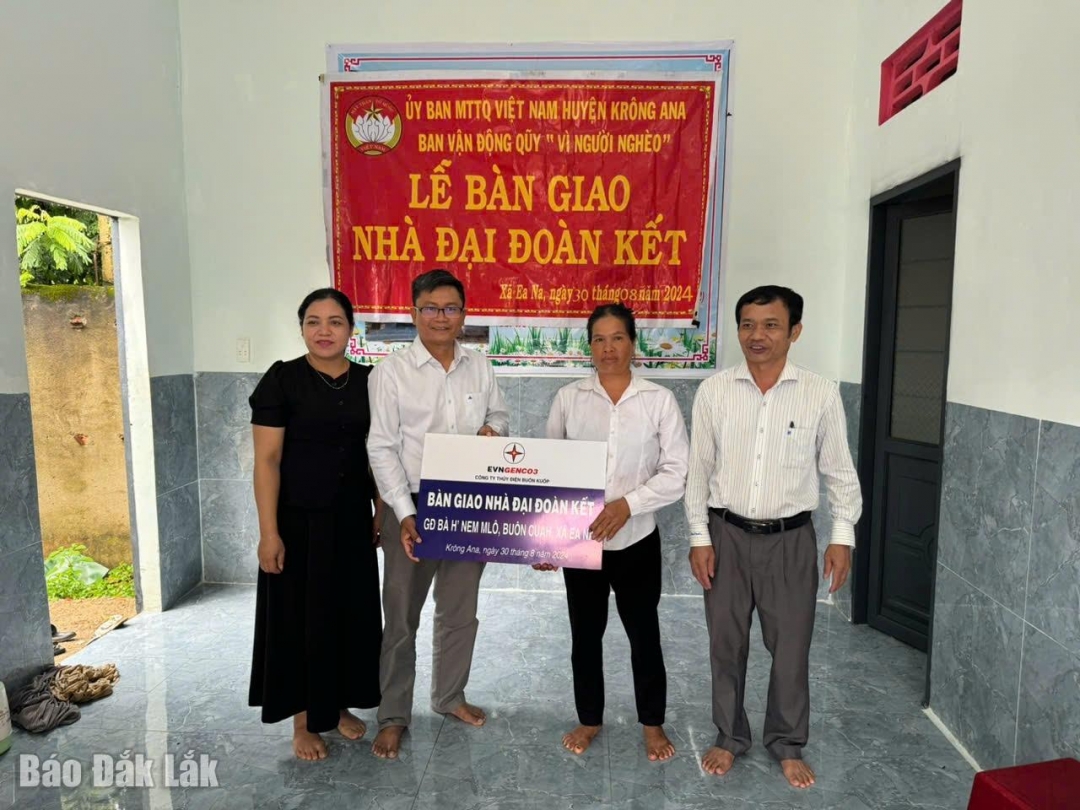 ỦY BAN MTTQ VIỆT NAM HUYỆN KRÔNG ANA
BAN VẬN ĐỘNG QŨY " VÌ NGƯỜI NGHÈO"
LỄ BÀN GIAO
NHÀ ĐẠI ĐOÀN KẾT
Xã Ea Na, ngày 30 tháng 08 năm 2024
EVNGENCO3
CÔNG TY THỦY ĐIỆN BUÔN KUỐP
BÀN GIAO NHÀ ĐẠI ĐOÀN KẾT
GĐ BÀ H' NEM MLÔ, BUÔN CUAH, XÃ EA
Krông Ana, ngày 30 tháng 8 năm 2024
Báo Đắk Lắk